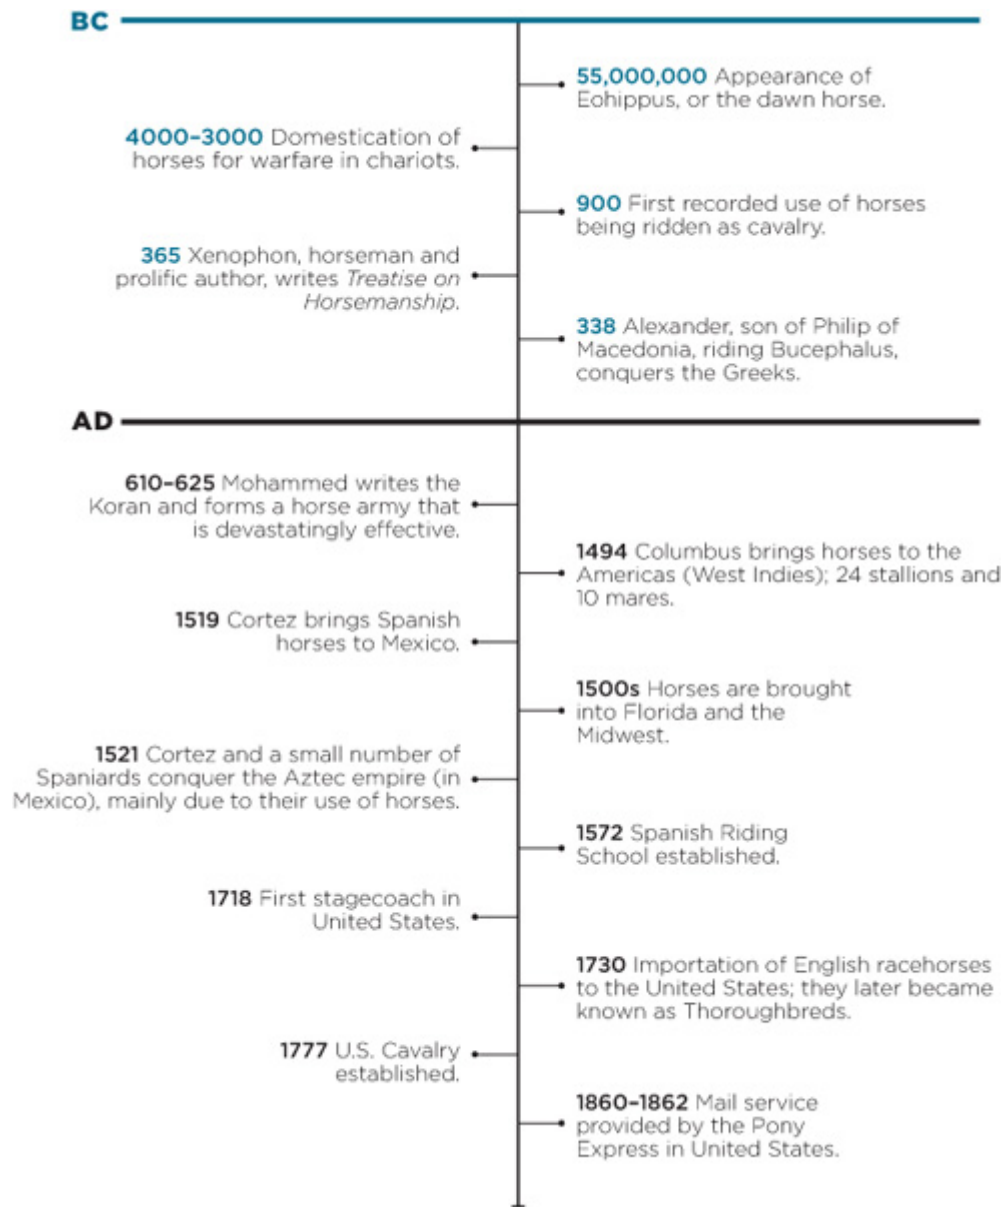 BC
55,000,000 Appearance of
Eohippus, or the dawn horse.
4000–3000 Domestication of
horses for warfare in chariots.
900 First recorded use of horses
being ridden as cavalry.
365 Xenophon, horseman and
prolific author, writes Treatise on
Horsemanship.
338 Alexander, son of Philip of
Macedonia, riding Bucephalus,
conquers the Greeks.
AD
610–625 Mohammed writes the
Koran and forms a horse army that
is devastatingly effective.
1494 Columbus brings horses to the
Americas (West Indies); 24 stallions and
10 mares.
1519 Cortez brings Spanish
horses to Mexico.
1500s Horses are brought
into Florida and the
Midwest.
1521 Cortez and a small number of
Spaniards conquer the Aztec empire (in
Mexico), mainly due to their use of horses.
1572 Spanish Riding
School established.
1718 First stagecoach in
United States.
1730 Importation of English racehorses
to the United States; they later became
known as Thoroughbreds.
1777 U.S. Cavalry
established.
1860–1862 Mail service
provided by the Pony
Express in United States.